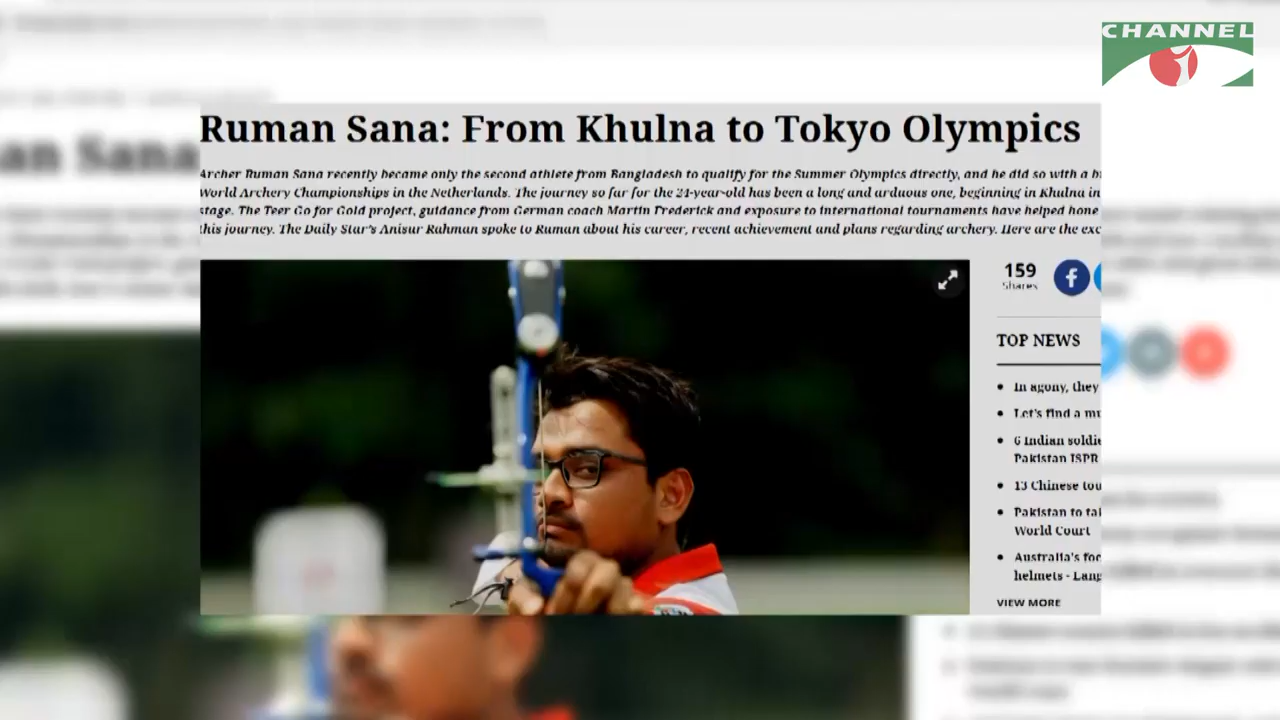 CHANNEL
Ruman Sana: From Khulna to Tokyo Olympics
Archer Ruman Sana recently became only the second athlete from Bangladesh to qualify for the Summer Olympics directly, and he did so with a
World Archery Championships in the Netherlands. The journey so far for the 24-year-old has been a long and arduous one, beginning in Khulna in
stage. The Teer Go for Gold project, guidance from German coach Martin Frederick and exposure to international tournaments have helped hone
this journey. The Daily Star's Anisur Rahman spoke to Ruman about his career, recent achievement and plans regarding archery. Here are the
159
Shares
f
TOP NEWS
In agony, they
Let's find a
6 Indian
Pakistan ISPR
13 Chinese
Pakistan to
World Court
Australia's
helmets -
VIEW MORE
an Sana